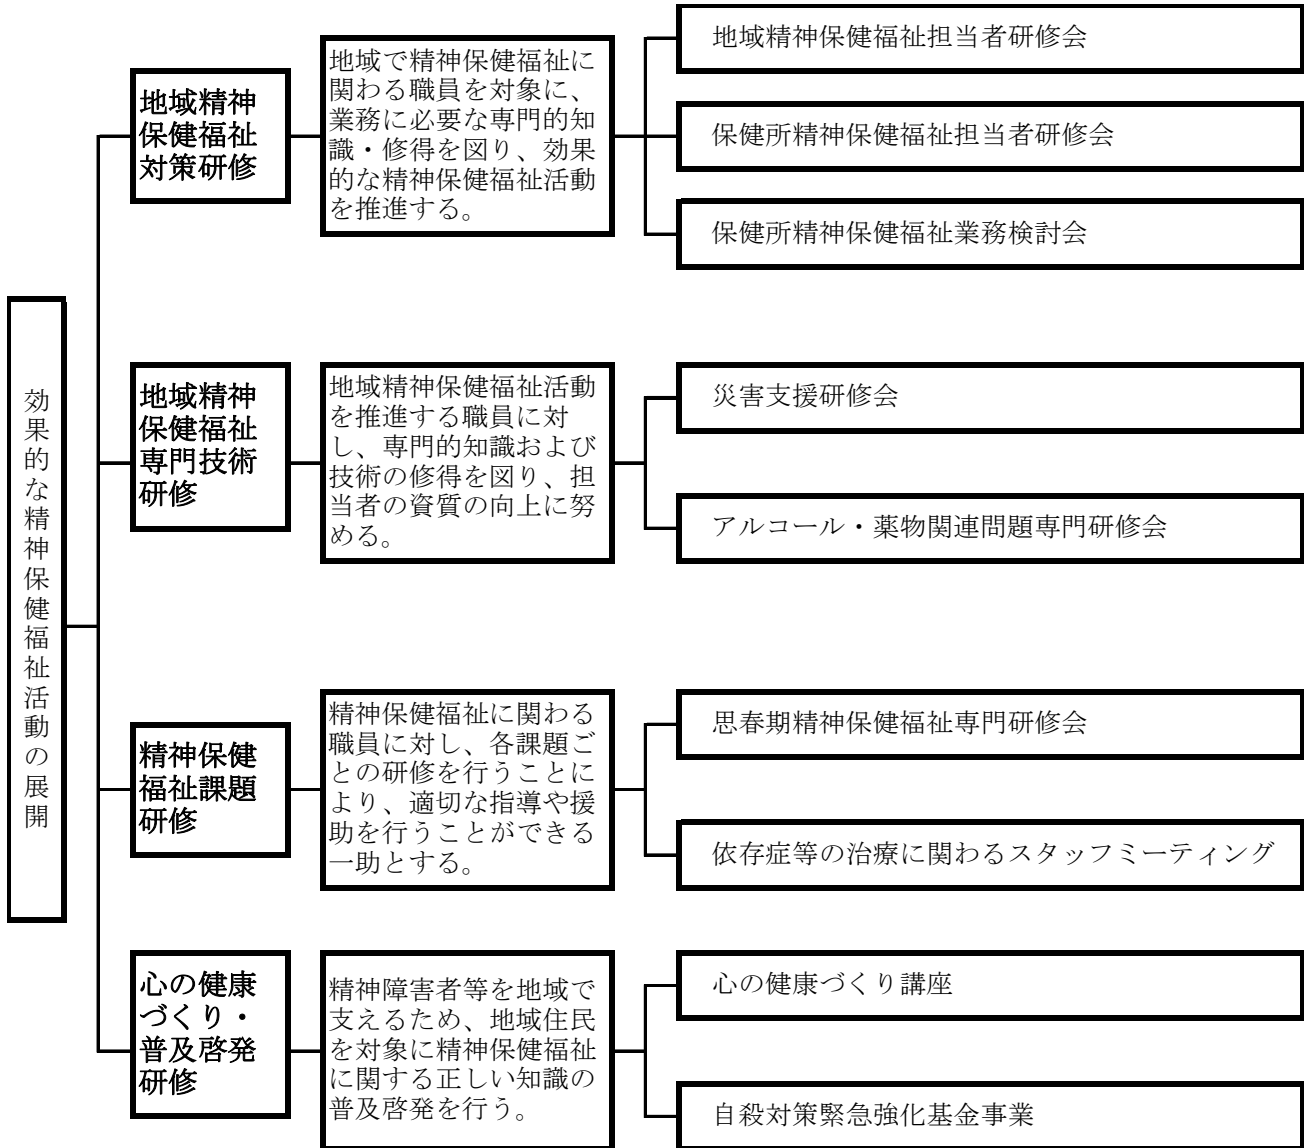 効果的な精神保健福祉活動の展開
地域精神
保健福祉
対策研修
地域で精神保健福祉に
関わる職員を対象に、
業務に必要な専門的知
識・修得を図り、効果
的な精神保健福祉活動
を推進する。
地域精神保健福祉担当者研修会
保健所精神保健福祉担当者研修会
保健所精神保健福祉業務検討会
地域精神
保健福祉
専門技術
研修
地域精神保健福祉活動
を推進する職員に対
し、専門的知識および
技術の修得を図り、担
当者の資質の向上に努
める。
災害支援研修会
アルコール・薬物関連問題専門研修会
精神保健
福祉課題
研修
精神保健福祉に関わる
職員に対し、各課題ご
との研修を行うことに
より、適切な指導や援
助を行うことができる
一助とする。
思春期精神保健福祉専門研修会
依存症等の治療に関わるスタッフミーティング
心の健康
づくり・
普及啓発
研修
精神障害者等を地域で
支えるため、地域住民
を対象に精神保健福祉
に関する正しい知識の
普及啓発を行う。
心の健康づくり講座
自殺対策緊急強化基金事業